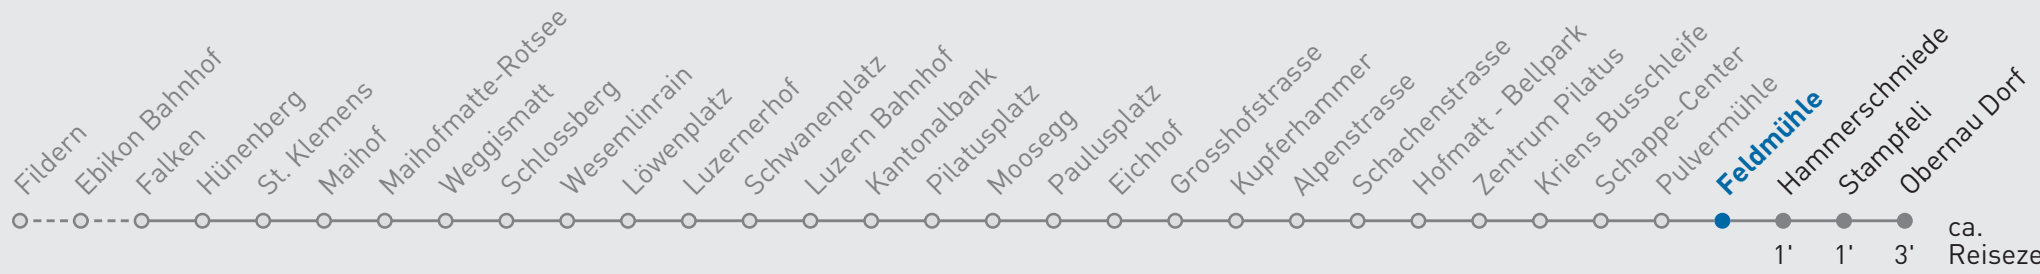 Fildern
Ebikon Bahnhof
Falken
Hünenberg
St. Klemens
Maihof
Maihofmatte-Rotsee
Weggismatt
Schlossberg
Wesemlinrain
Löwenplatz
Luzernerhof
Schwanenplatz
Luzern Bahnhof
Kantonalbank
Pilatusplatz
Moosegg
Paulusplatz
Eichhof
Grosshofstrasse
Kupferhammer
Alpenstrasse
Schachenstrasse
Hofmatt - Bellpark
Zentrum Pilatus
Kriens Busschleife
Schappe-Center
Pulvermühle
Feldmühle
Hammerschmiede
Stampfeli
Obernau Dorf
ca.
1' 1' 3' Reiseze